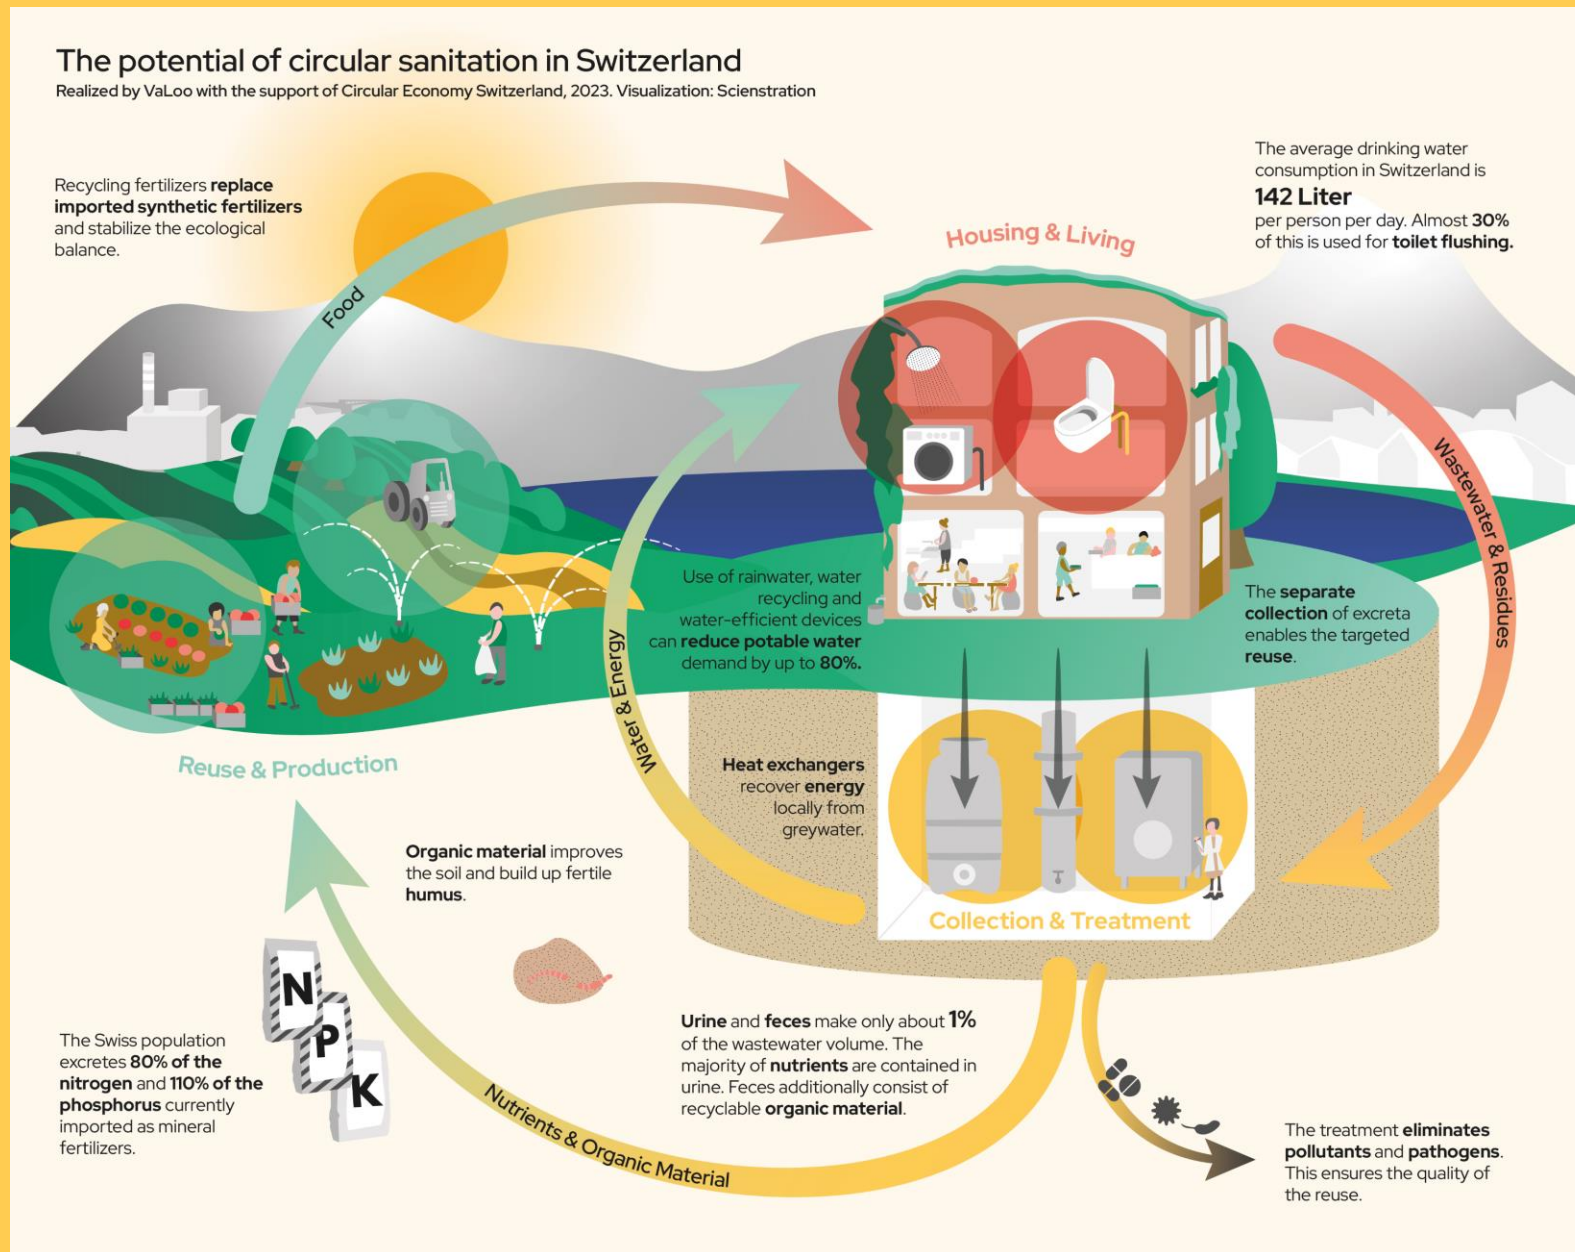 The potential of circular sanitation in Switzerland
Realized by VaLoo with the support of Circular Economy Switzerland, 2023. Visualization: Scienstration
Recycling fertilizers replace
imported synthetic fertilizers
and stabilize the ecological
balance.
Food
Housing & Living
The average drinking water
consumption in Switzerland is
142 Liter
per person per day. Almost 30%
of this is used for toilet flushing.
Wastewater & Residues
Use of rainwater, water
recycling and
water-efficient devices
can reduce potable water
demand by up to 80%.
The separate
collection of excreta
enables the targeted
reuse.
Water & Energy
Reuse & Production
Heat exchangers
recover energy
locally from
greywater.
Collection & Treatment
Organic material improves
the soil and build up fertile
humus.
N
P
K
The Swiss population
excretes 80% of the
nitrogen and 110% of the
phosphorus currently
imported as mineral
fertilizers.
Nutrients & Organic Material
Urine and feces make only about 1%
of the wastewater volume. The
majority of nutrients are contained in
urine. Feces additionally consist of
recyclable organic material.
The treatment eliminates
pollutants and pathogens.
This ensures the quality of
the reuse.